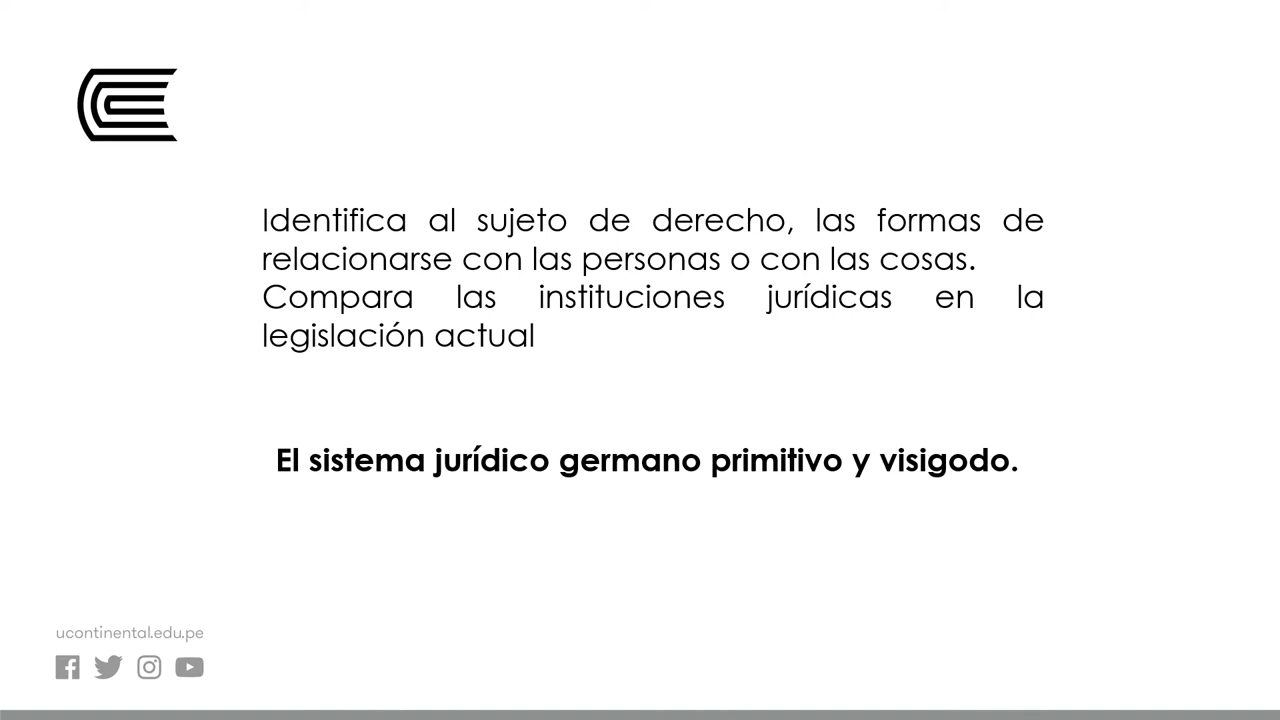 Identifica al sujeto de derecho, las formas de
relacionarse con las personas o con las cosas.
Compara las instituciones jurídicas en la
legislación actual
El sistema jurídico germano primitivo y visigodo.
ucontinental.edu.pe